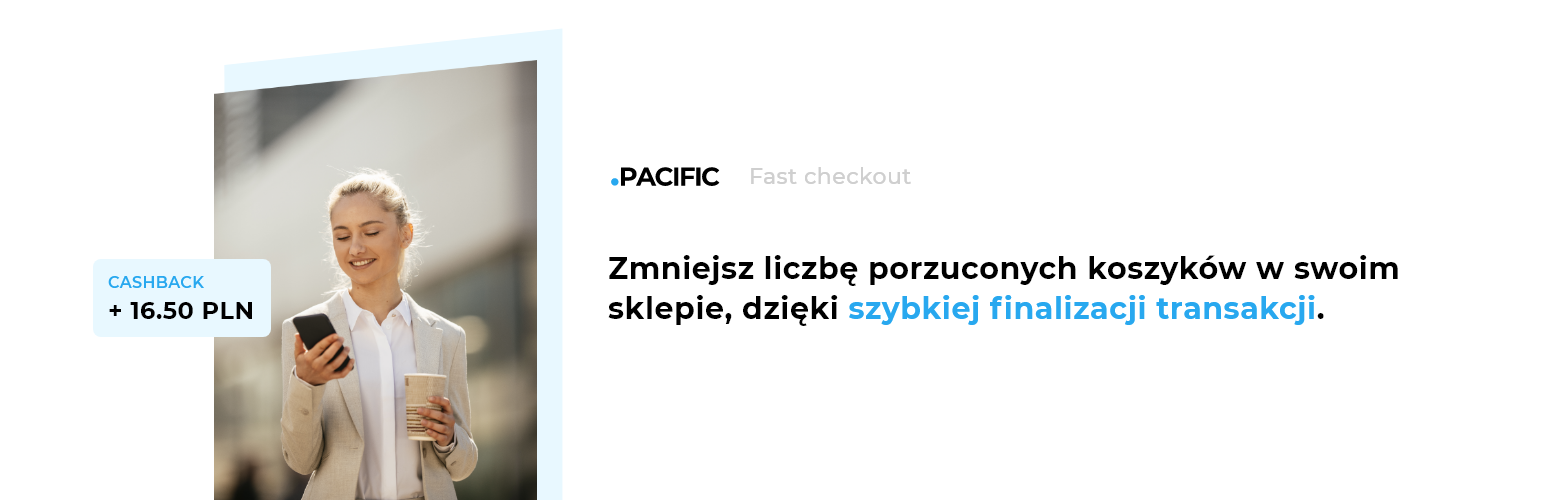 .PACIFIC Fast checkout
CASHBACK
+ 16.50 PLN
Zmniejsz liczbę porzuconych koszyków w swoim
sklepie, dzięki szybkiej finalizacji transakcji.